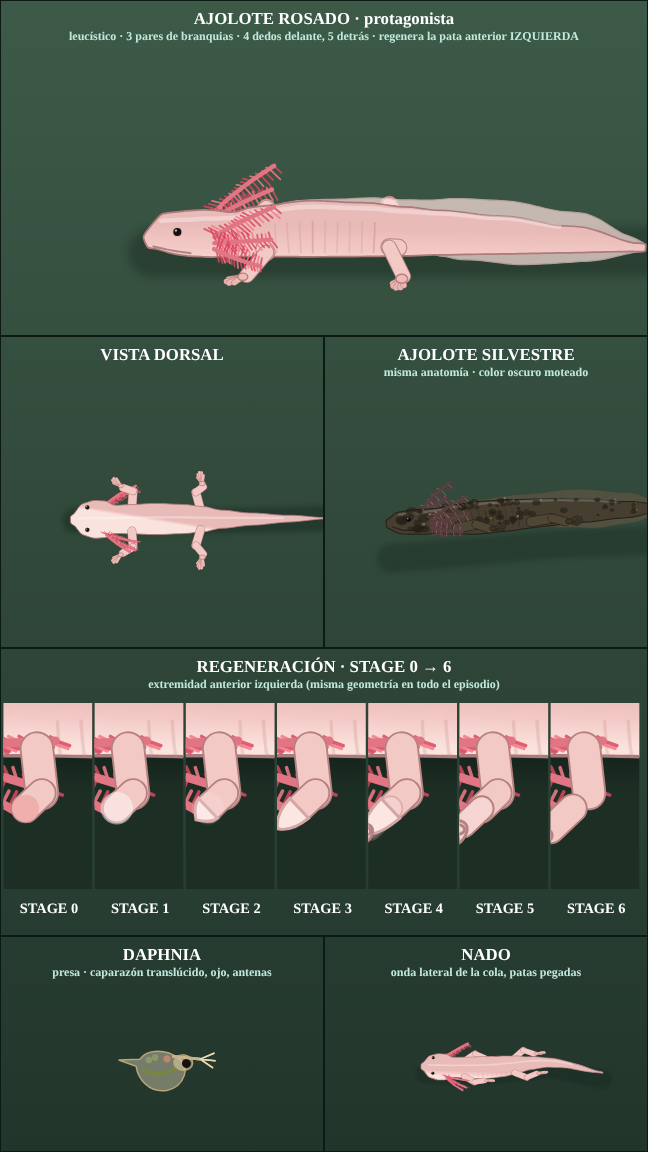 AJOLOTE ROSADO · protagonista
leucístico · 3 pares de branquias · 4 dedos delante, 5 detrás · regenera la pata anterior IZQUIERDA
VISTA DORSAL
AJOLOTE SILVESTRE
misma anatomía · color oscuro moteado
REGENERACIÓN · STAGE 0 → 6
extremidad anterior izquierda (misma geometría en todo el episodio)
STAGE 0
STAGE 1
STAGE 2
STAGE 3
STAGE 4
STAGE 5
STAGE 6
DAPHNIA
presa · caparazón translúcido, ojo, antenas
NADO
onda lateral de la cola, patas pegadas